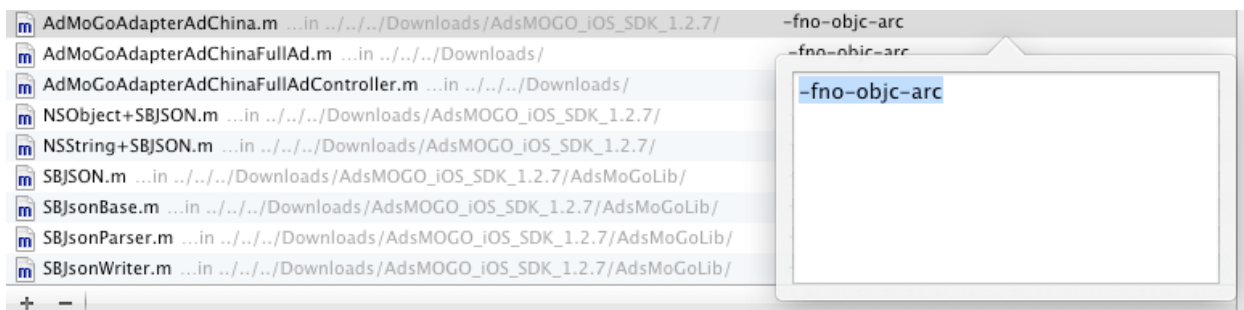 m AdMoGoAdapterAdChina.m ...in ../../../Downloads/AdsMOGO_iOS_SDK_1.2.7/ -fno-objc-arc
m AdMoGoAdapterAdChinaFullAd.m ...in ../../../Downloads/ -fno-objc-arc
m AdMoGoAdapterAdChinaFullAdController.m ...in ../../../Downloads/
-fno-objc-arc
m NSObject+SBJSON.m ...in ../../../Downloads/AdsMOGO_iOS_SDK_1.2.7/
m NSString+SBJSON.m ...in ../../../Downloads/AdsMOGO_iOS_SDK_1.2.7/
m SBJSON.m ...in ../../../Downloads/AdsMOGO_iOS_SDK_1.2.7/AdsMoGoLib/
m SBJsonBase.m ...in ../../../Downloads/AdsMOGO_iOS_SDK_1.2.7/AdsMoGoLib/
m SBJsonParser.m ...in ../../../Downloads/AdsMOGO_iOS_SDK_1.2.7/AdsMoGoLib/
m SBJsonWriter.m ...in ../../../Downloads/AdsMOGO_iOS_SDK_1.2.7/AdsMoGoLib/
+ −